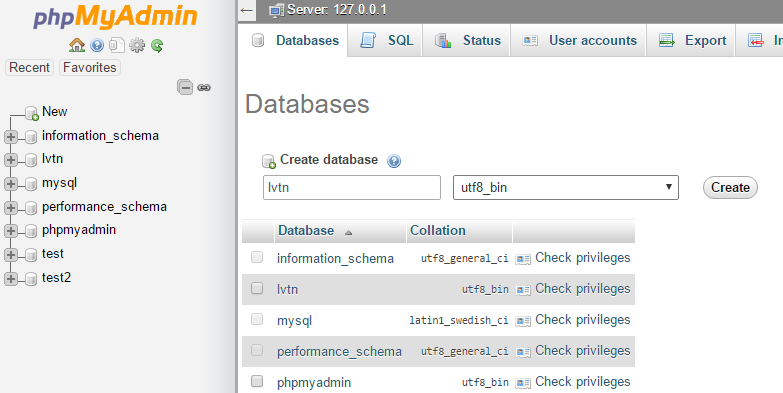 phpMyAdmin
Recent Favorites
New
information_schema
lvtn
mysql
performance_schema
phpmyadmin
test
test2
Server: 127.0.0.1
Databases SQL Status User accounts Export
Databases
Create database
lvtn utf8_bin Create
Database Collation
information_schema utf8_general_ci Check privileges
lvtn utf8_bin Check privileges
mysql latin1_swedish_ci Check privileges
performance_schema utf8_general_ci Check privileges
phpmyadmin utf8_bin Check privileges